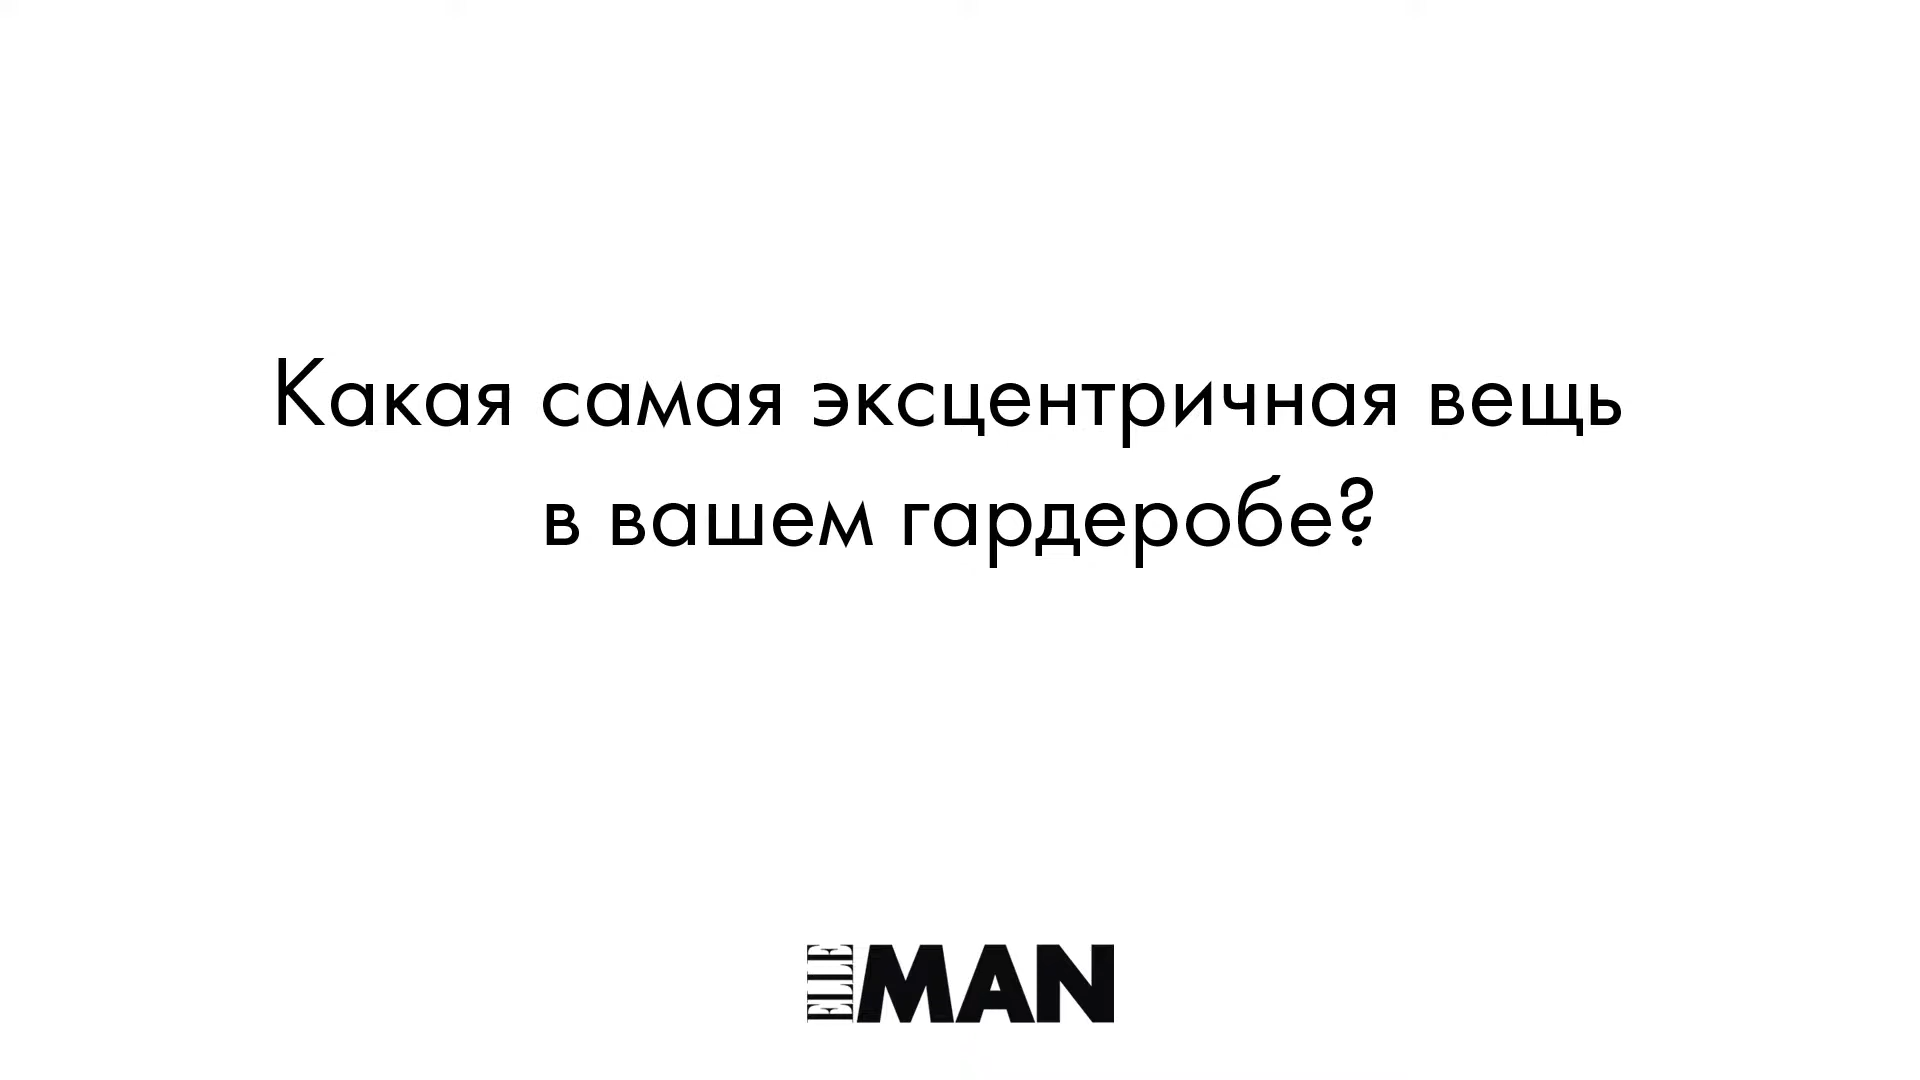 Какая самая эксцентричная вещь
в вашем гардеробе?
ELLE MAN